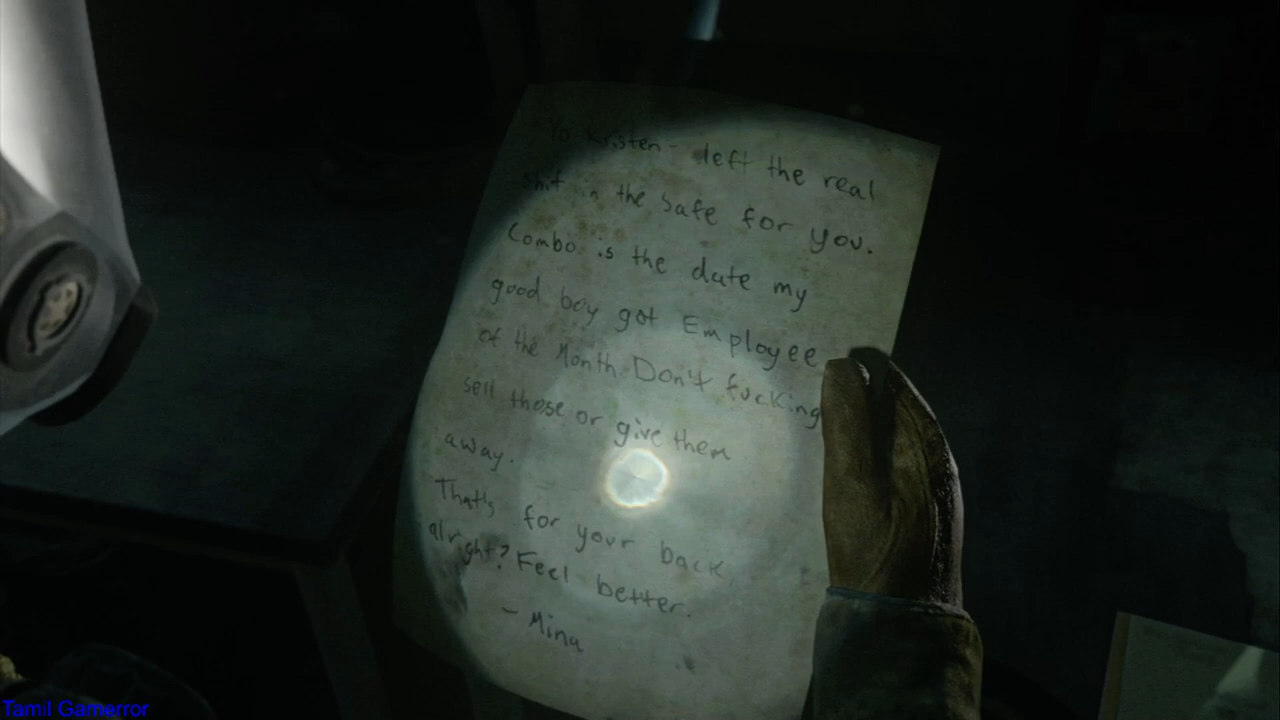 Yo Kristen - left the real
shit in the safe for you.
Combo is the date my
good boy got Employee
of the Month. Don't fucking
sell those or give them
away.
That's for your back,
alright? Feel better.
- Mina
Tamil Gamerror